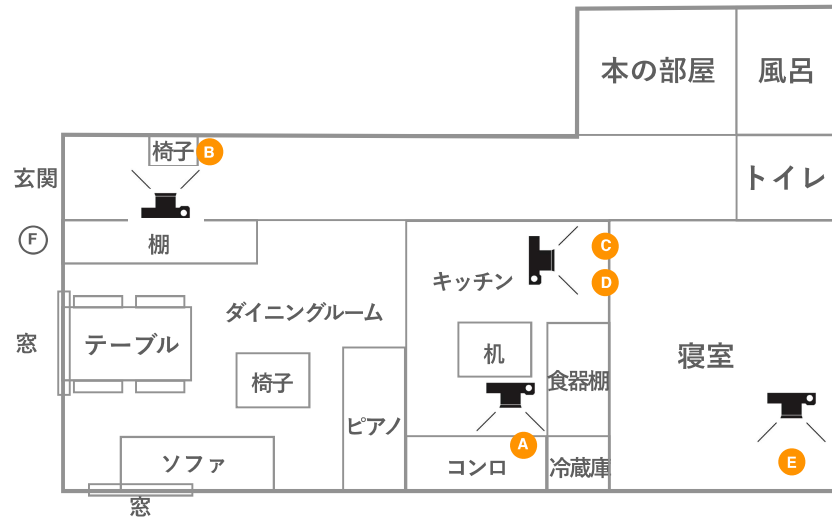 本の部屋
風呂
椅子
B
玄関
トイレ
F
棚
C
キッチン
D
ダイニングルーム
窓
テーブル
机
寝室
椅子
食器棚
ピアノ
A
ソファ
コンロ
冷蔵庫
E
窓